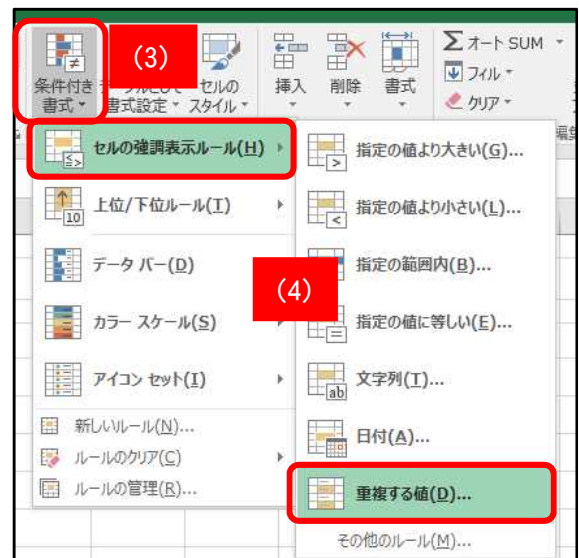 (3)
条件付き
書式
書式設定
セルの
スタイル
挿入
削除
書式
Σ オート SUM
フィル
クリア
セルの強調表示ルール(H)
上位/下位ルール(I)
データ バー(D)
カラー スケール(S)
アイコン セット(I)
新しいルール(N)...
ルールのクリア(C)
ルールの管理(R)...
(4)
指定の値より大きい(G)...
指定の値より小さい(L)...
指定の範囲内(B)...
指定の値に等しい(E)...
文字列(T)...
日付(A)...
重複する値(D)...
その他のルール(M)...